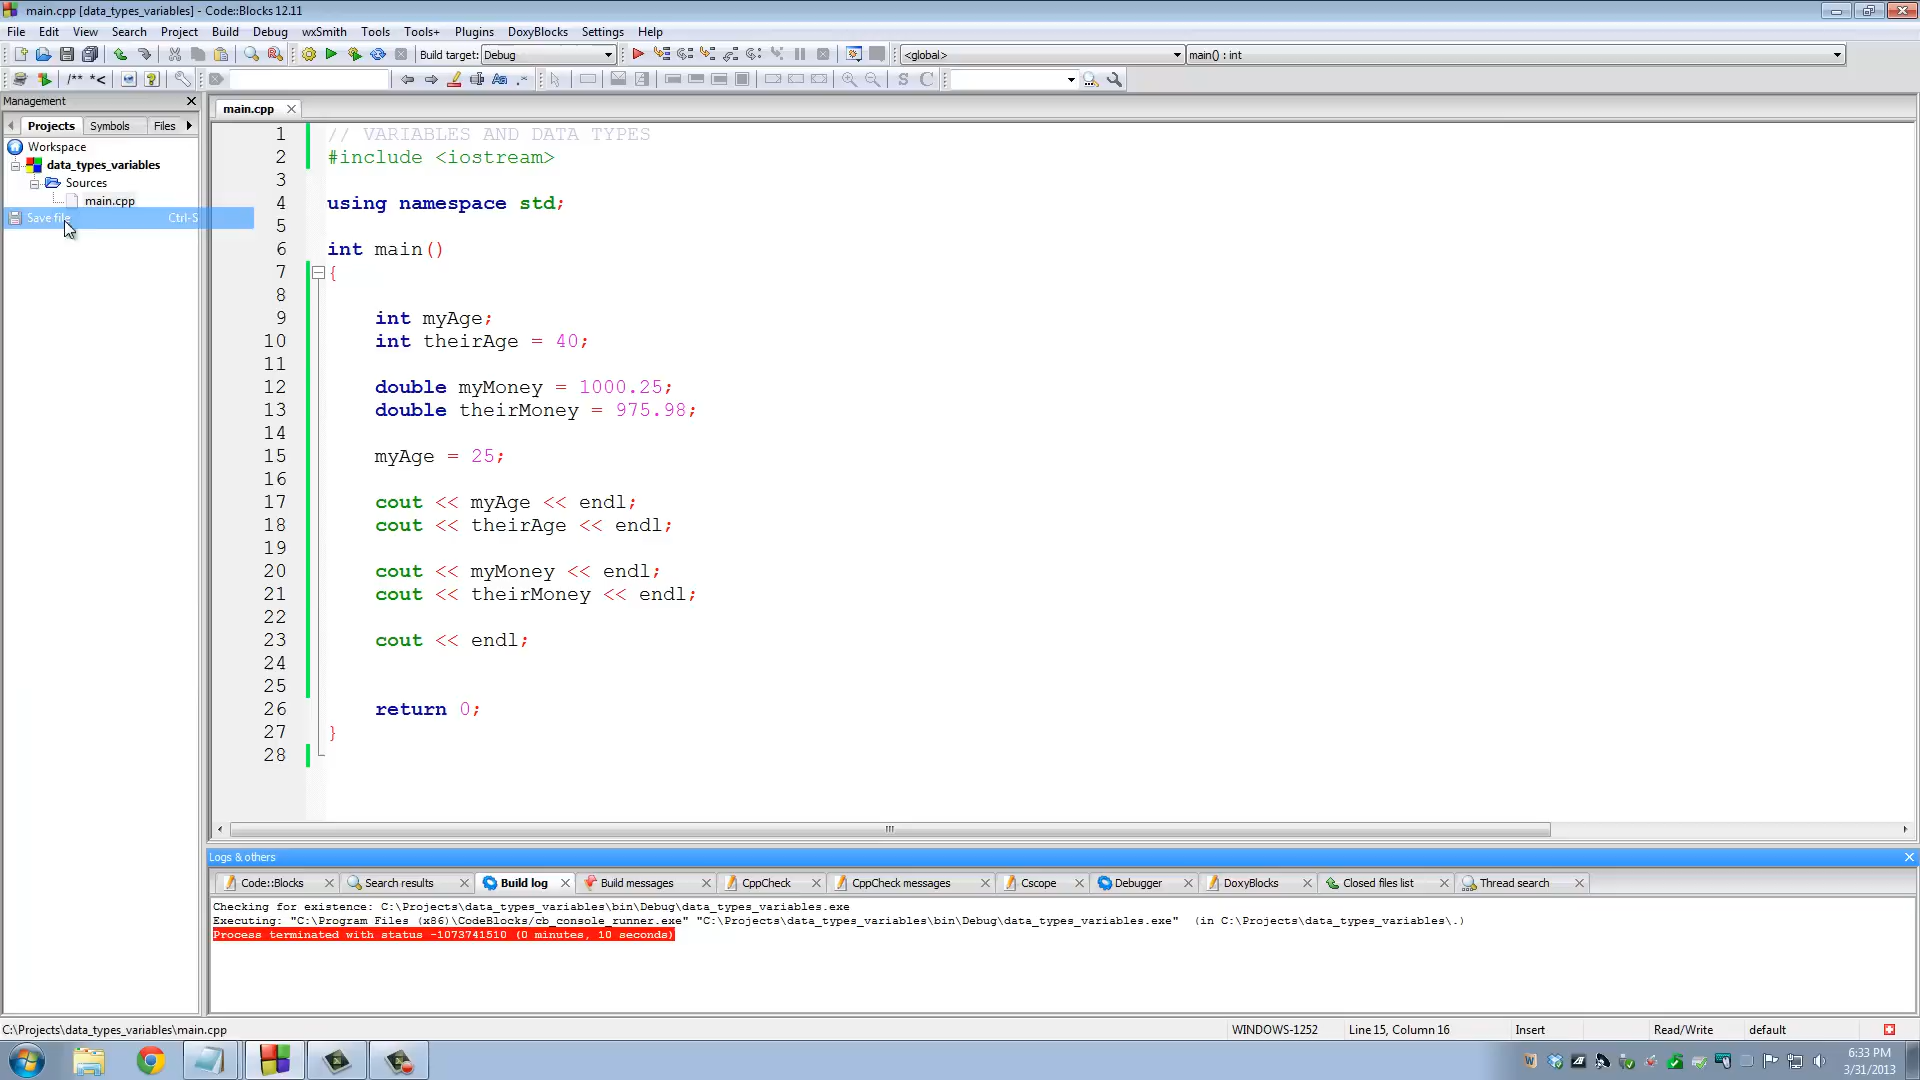 main.cpp [data_types_variables] - Code::Blocks 12.11
File Edit View Search Project Build Debug wxSmith Tools Tools+ Plugins DoxyBlocks Settings Help
Build target: Debug <global> main() : int
/** *< Aa .* S C
Management
Projects Symbols Files
main.cpp
Workspace
data_types_variables
Sources
main.cpp
Save file Ctrl-S
1 // VARIABLES AND DATA TYPES
2 #include <iostream>
3
4 using namespace std;
5
6 int main()
7 {
8
9 int myAge;
10 int theirAge = 40;
11
12 double myMoney = 1000.25;
13 double theirMoney = 975.98;
14
15 myAge = 25;
16
17 cout << myAge << endl;
18 cout << theirAge << endl;
19
20 cout << myMoney << endl;
21 cout << theirMoney << endl;
22
23 cout << endl;
24
25
26 return 0;
27 }
28
Logs & others
Code::Blocks Search results Build log Build messages CppCheck CppCheck messages Cscope Debugger DoxyBlocks Closed files list Thread search
Checking for existence: C:\Projects\data_types_variables\bin\Debug\data_types_variables.exe
Executing: "C:\Program Files (x86)\CodeBlocks/cb_console_runner.exe" "C:\Projects\data_types_variables\bin\Debug\data_types_variables.exe" (in C:\Projects\data_types_variables\.)
Process terminated with status -1073741510 (0 minutes, 10 seconds)
C:\Projects\data_types_variables\main.cpp WINDOWS-1252 Line 15, Column 16 Insert Read/Write default
6:33 PM
3/31/2013